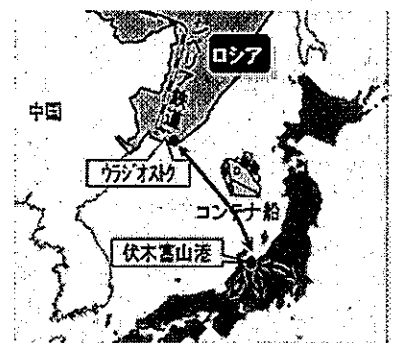 ロシア
シベリア鉄道
中国
ウラジオストク
コンテナ船
伏木富山港